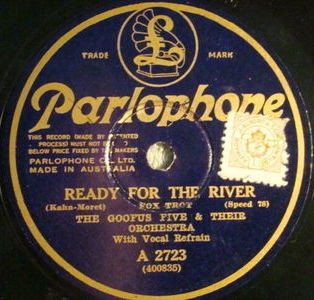 TRADE MARK
Parlophone
THIS RECORD (MADE BY PATENTED
PROCESS) MUST NOT BE SOLD
BELOW PRICE FIXED BY THE MAKERS
PARLOPHONE CO. LTD.
MADE IN AUSTRALIA
READY FOR THE RIVER
(Kahn-Moret) FOX TROT (Speed 78)
THE GOOFUS FIVE & THEIR
ORCHESTRA
With Vocal Refrain
A 2723
(400835)